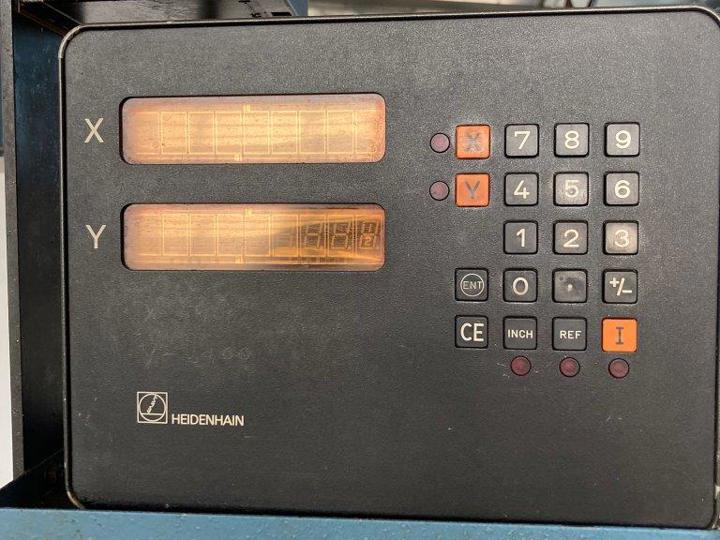 X
X 7 8 9
Y
Y 4 5 6
1 2 3
ENT 0 . +/-
CE INCH REF I
HEIDENHAIN